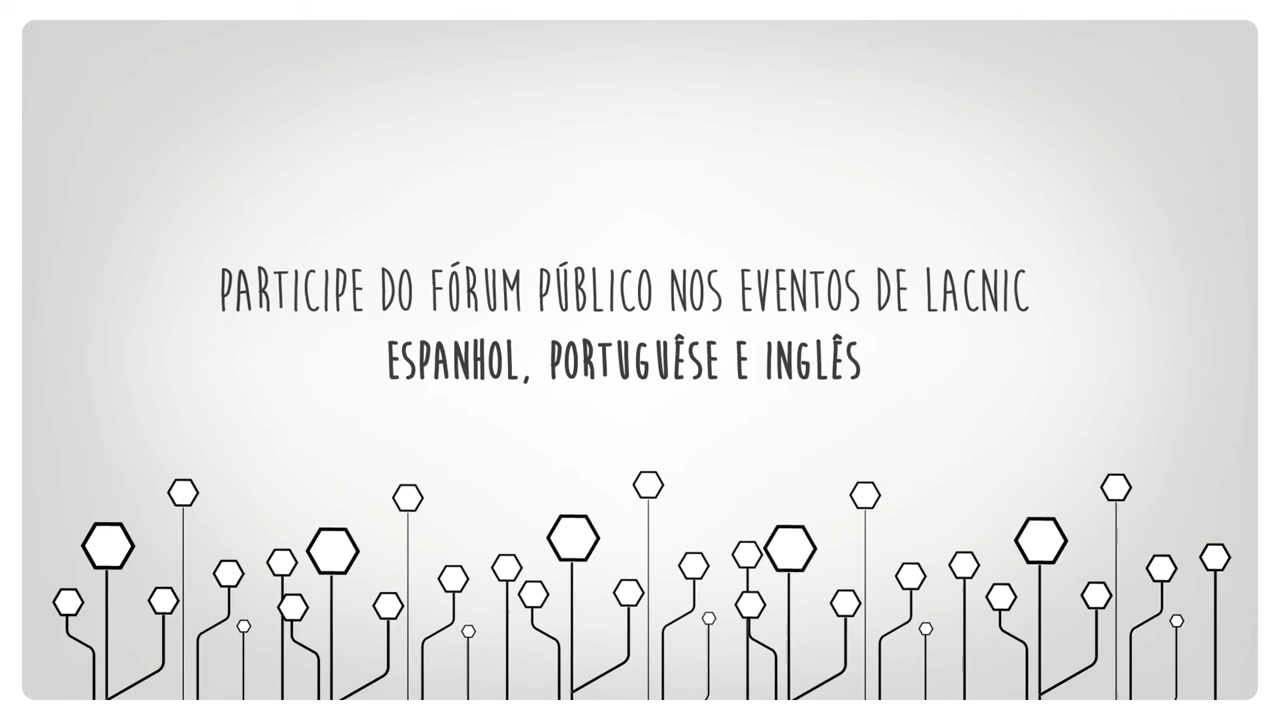 PARTICIPE DO FÓRUM PÚBLICO NOS EVENTOS DE LACNIC
ESPANHOL, PORTUGUÊSE E INGLÊS